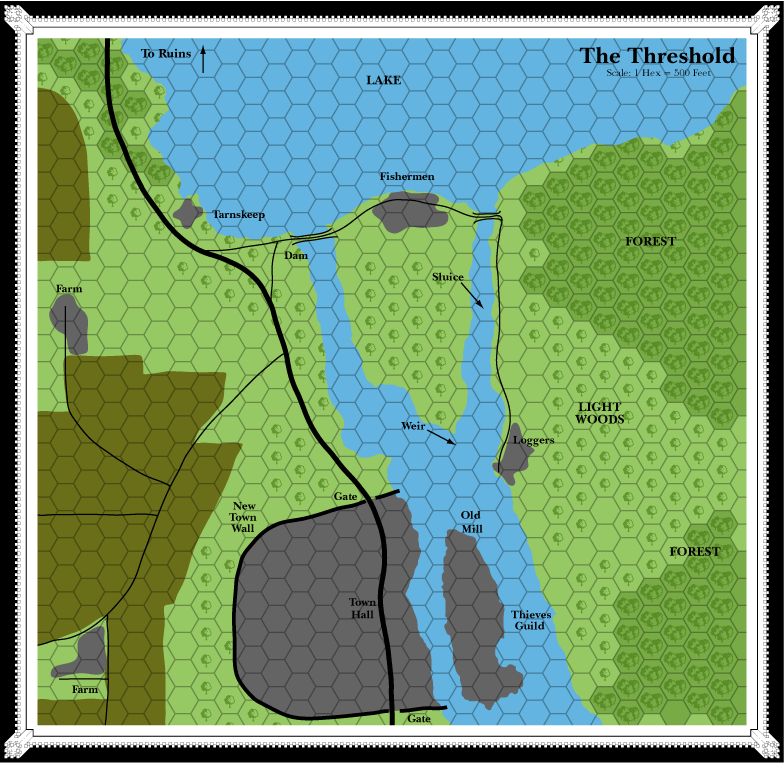 To Ruins
The Threshold
Scale: 1 Hex = 500 Feet
LAKE
Fishermen
Tarnskeep
FOREST
Dam
Sluice
Farm
LIGHT
WOODS
Weir
Loggers
Gate
New
Town
Wall
Old
Mill
FOREST
Town
Hall
Thieves
Guild
Farm
Gate